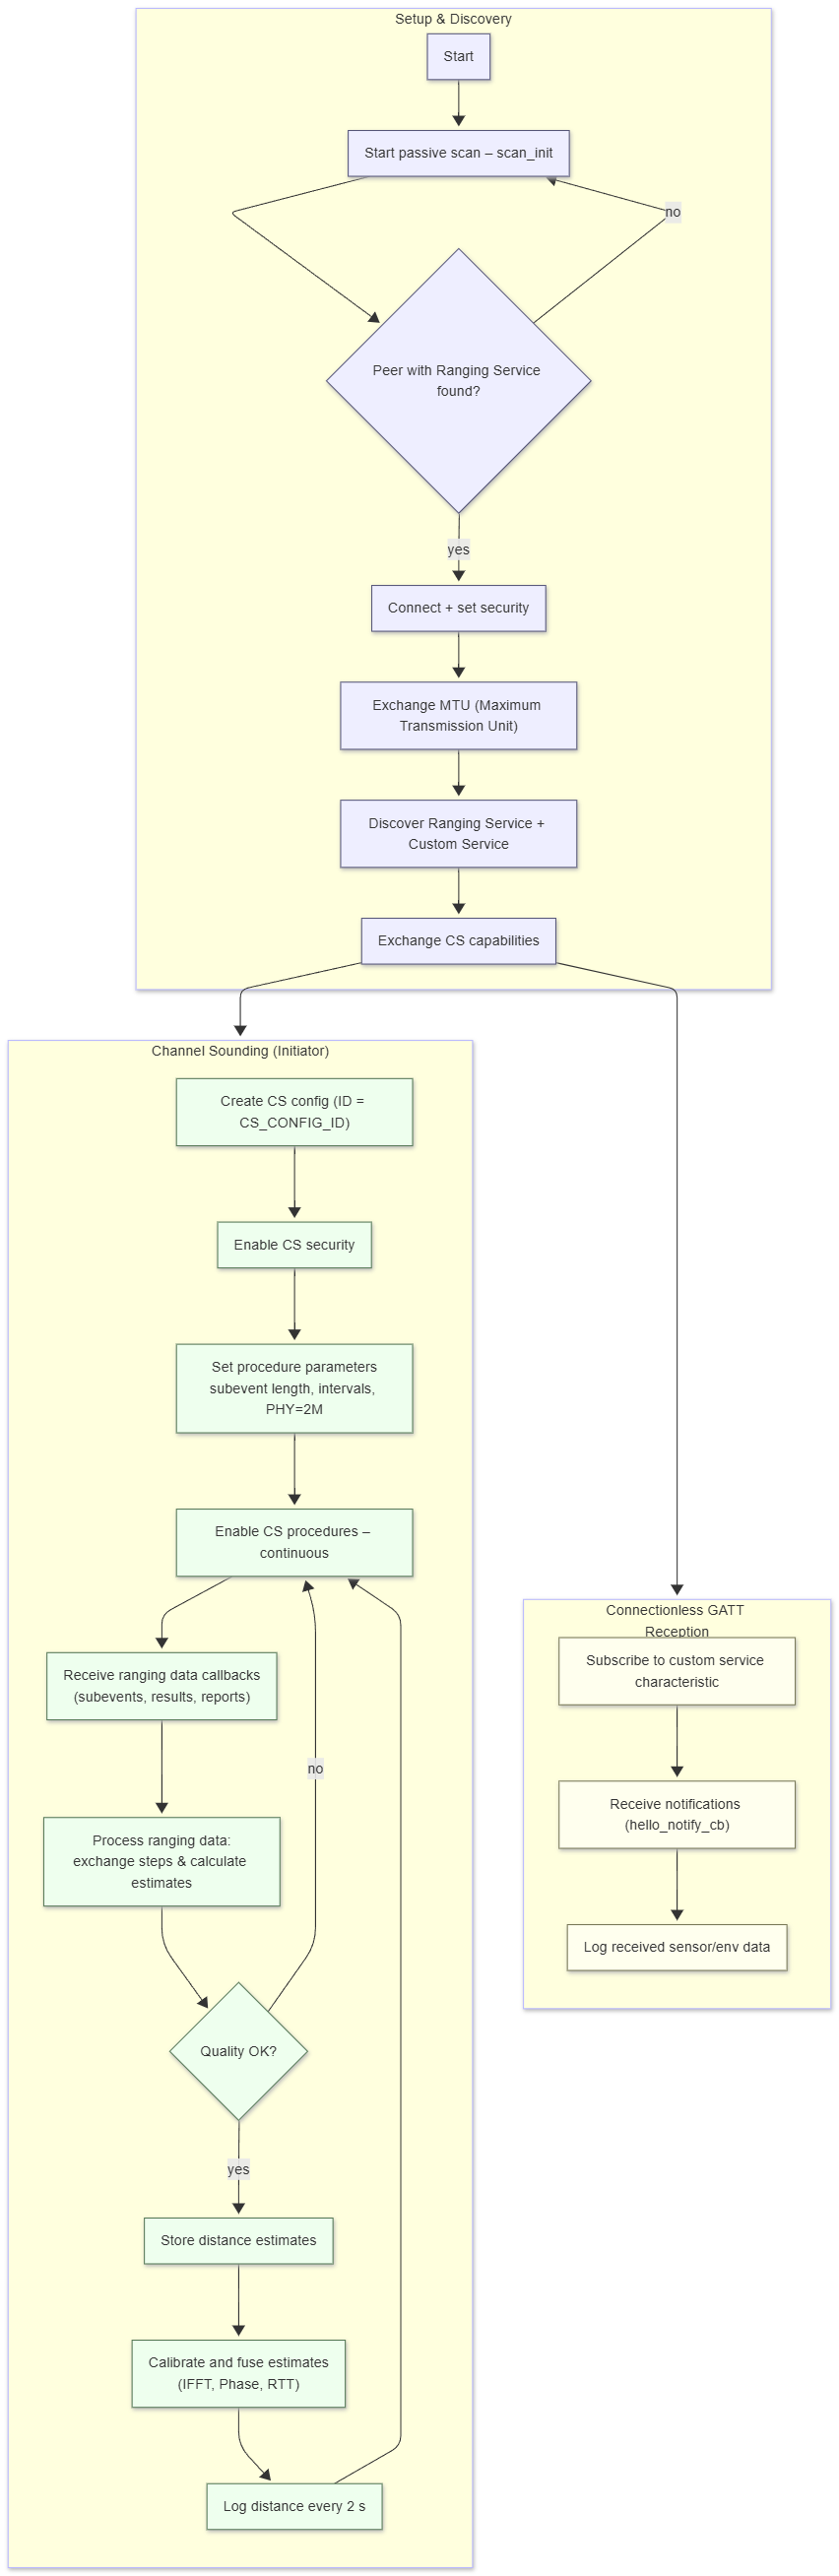 Setup & Discovery
Start
Start passive scan – scan_init
no
Peer with Ranging Service
found?
yes
Connect + set security
Exchange MTU (Maximum
Transmission Unit)
Discover Ranging Service +
Custom Service
Exchange CS capabilities
Channel Sounding (Initiator)
Create CS config (ID =
CS_CONFIG_ID)
Enable CS security
Set procedure parameters
subevent length, intervals,
PHY=2M
Enable CS procedures –
continuous
Receive ranging data callbacks
(subevents, results, reports)
no
Process ranging data:
exchange steps & calculate
estimates
Quality OK?
yes
Store distance estimates
Calibrate and fuse estimates
(IFFT, Phase, RTT)
Log distance every 2 s
Connectionless GATT
Reception
Subscribe to custom service
characteristic
Receive notifications
(hello_notify_cb)
Log received sensor/env data